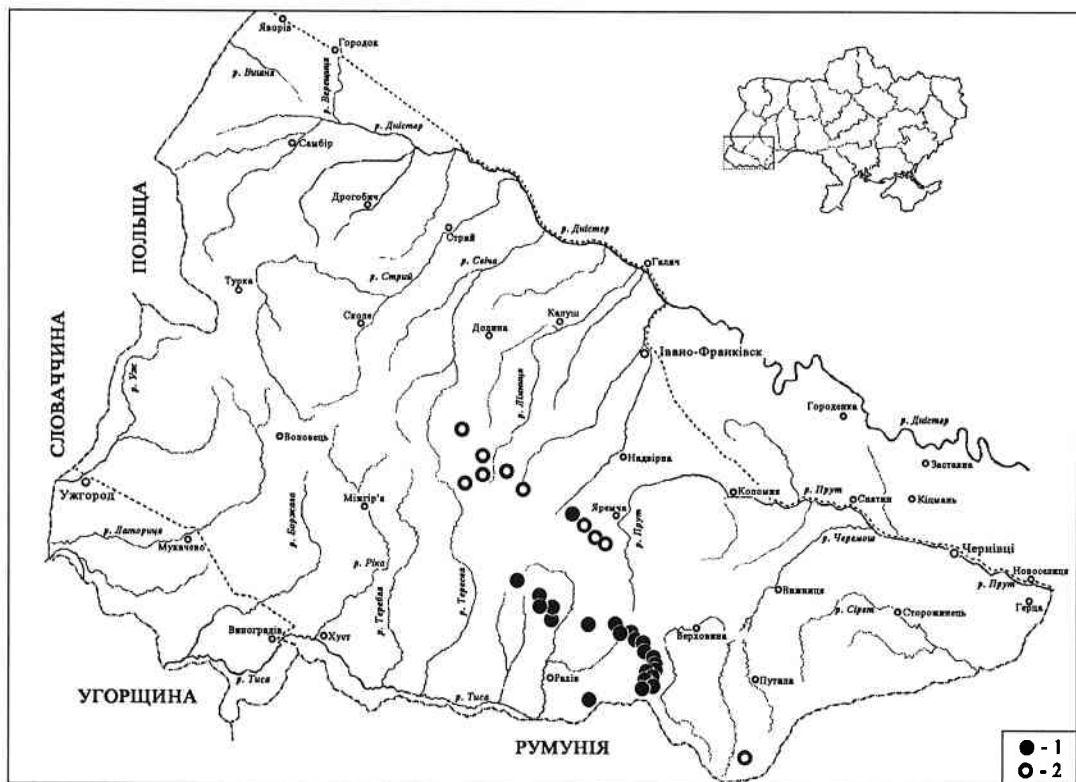 Яворів
Городок
р. Вишня
р. Верещиця
р. Дністер
Самбір
ПОЛЬЩА
Дрогобич
Стрий
р. Дністер
р. Свіча
Галич
р. Стрий
Турка
Сколе
Калуш
Долина
СЛОВАЧЧИНА
р. Уж
Івано-Франківск
р. Лімниця
Городенка
р. Дністер
Воловець
Надвірна
Заставна
Ужгород
Коломия
р. Прут
Снятин
Кіцмань
Міжгір'я
Яремча
р. Прут
р. Боржава
р. Латориця
Мукачево
р. Черемош
Чернівці
Новоселиця
р. Прут
р. Ріка
р. Теребля
р. Тересва
Вижниця
Герца
р. Сірет
Сторожинець
Виноградів
Хуст
Верховина
р. Тиса
Рахів
Путила
УГОРЩИНА
р. Тиса
РУМУНІЯ
- 1
- 2